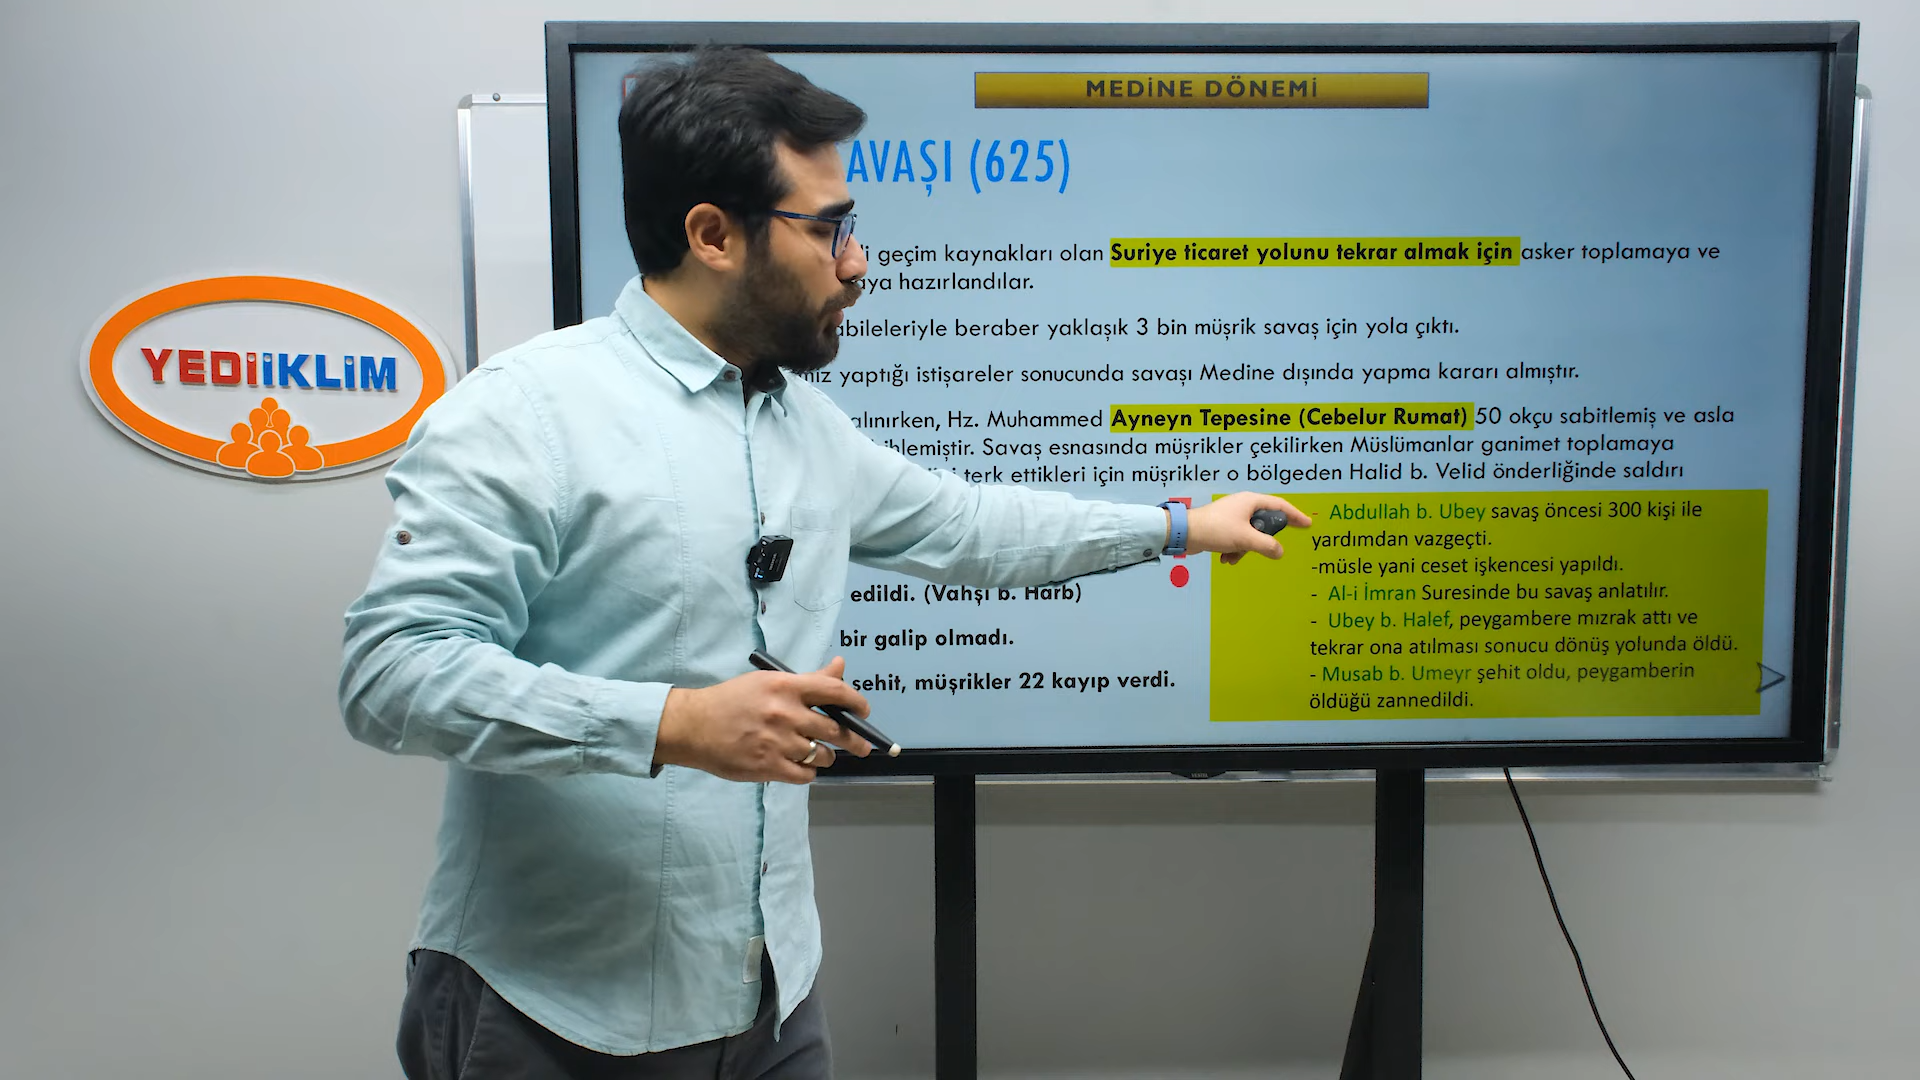 MEDİNE DÖNEMİ
AVAŞI (625)
geçim kaynakları olan Suriye ticaret yolunu tekrar almak için asker toplamaya ve
hazırlandılar.
beraber yaklaşık 3 bin müşrik savaş için yola çıktı.
yaptığı istişareler sonucunda savaşı Medine dışında yapma kararı almıştır.
alınırken, Hz. Muhammed Ayneyn Tepesine (Cebelur Rumat) 50 okçu sabitlemiş ve asla
Savaş esnasında müşrikler çekilirken Müslümanlar ganimet toplamaya
terk ettikleri için müşrikler o bölgeden Halid b. Velid önderliğinde saldırı
edildi. (Vahşi b. Harb)
bir galip olmadı.
şehit, müşrikler 22 kayıp verdi.
- Abdullah b. Ubey savaş öncesi 300 kişi ile
yardımdan vazgeçti.
-müsle yani ceset işkencesi yapıldı.
- Al-i İmran Suresinde bu savaş anlatılır.
- Ubey b. Halef, peygambere mızrak attı ve
tekrar ona atılması sonucu dönüş yolunda öldü.
- Musab b. Umeyr şehit oldu, peygamberin
öldüğü zannedildi.
YEDİİKLİM